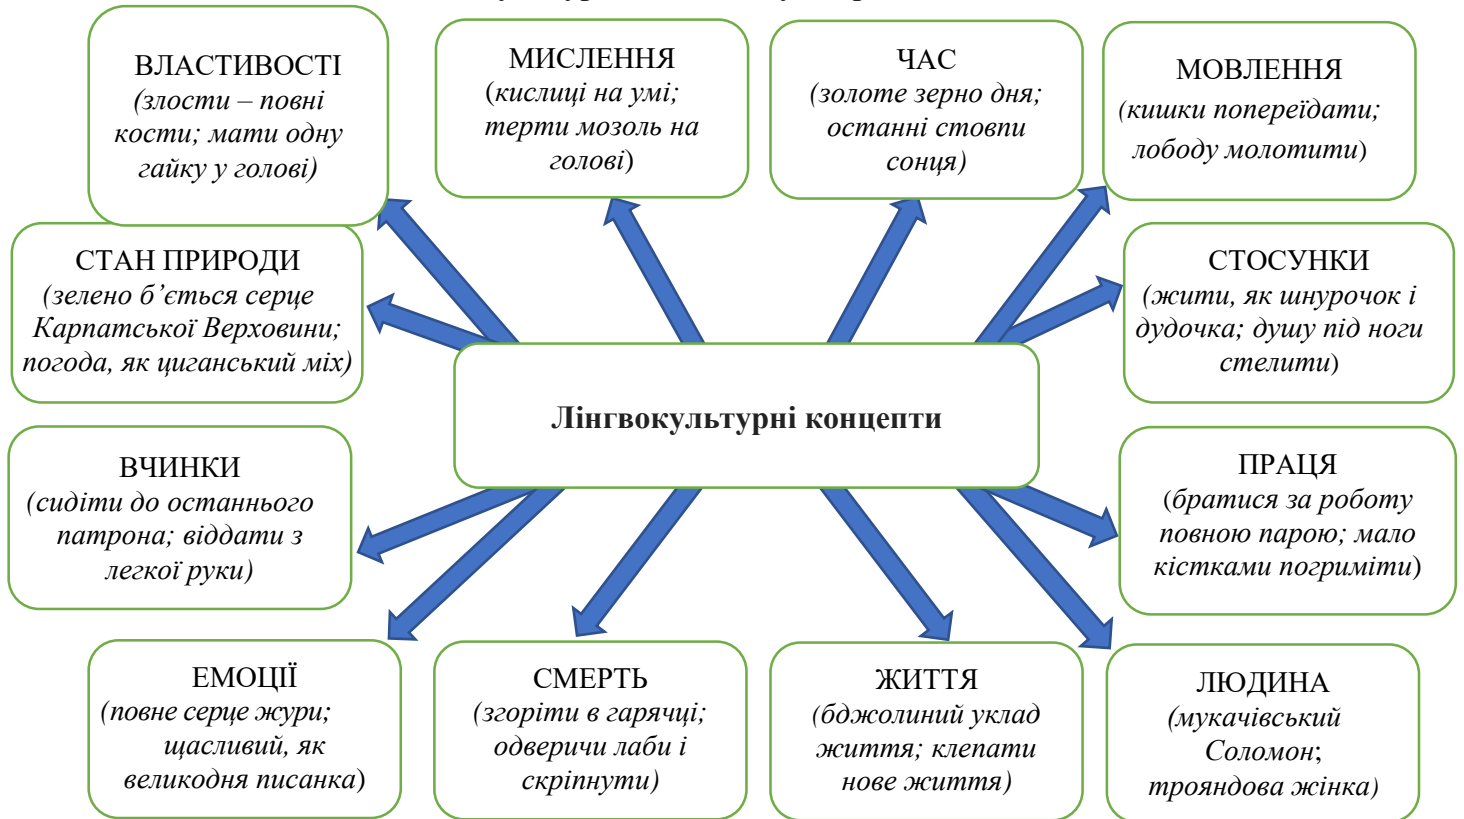 ВЛАСТИВОСТІ
(злости – повні
кости; мати одну
гайку у голові)
МИСЛЕННЯ
(кислиці на умі;
терти мозоль на
голові)
ЧАС
(золоте зерно дня;
останні стовпи
сонця)
МОВЛЕННЯ
(кишки попереїдати;
лободу молотити)
СТАН ПРИРОДИ
(зелено б’ється серце
Карпатської Верховини;
погода, як циганський міх)
СТОСУНКИ
(жити, як шнурочок і
дудочка; душу під ноги
стелити)
Лінгвокультурні концепти
ВЧИНКИ
(сидіти до останнього
патрона; віддати з
легкої руки)
ПРАЦЯ
(братися за роботу
повною парою; мало
кістками погриміти)
ЕМОЦІЇ
(повне серце жури;
щасливий, як
великодня писанка)
СМЕРТЬ
(згоріти в гарячці;
одверичи лаби і
скріпнути)
ЖИТТЯ
(бджолиний уклад
життя; клепати
нове життя)
ЛЮДИНА
(мукачівський
Соломон;
трояндова жінка)